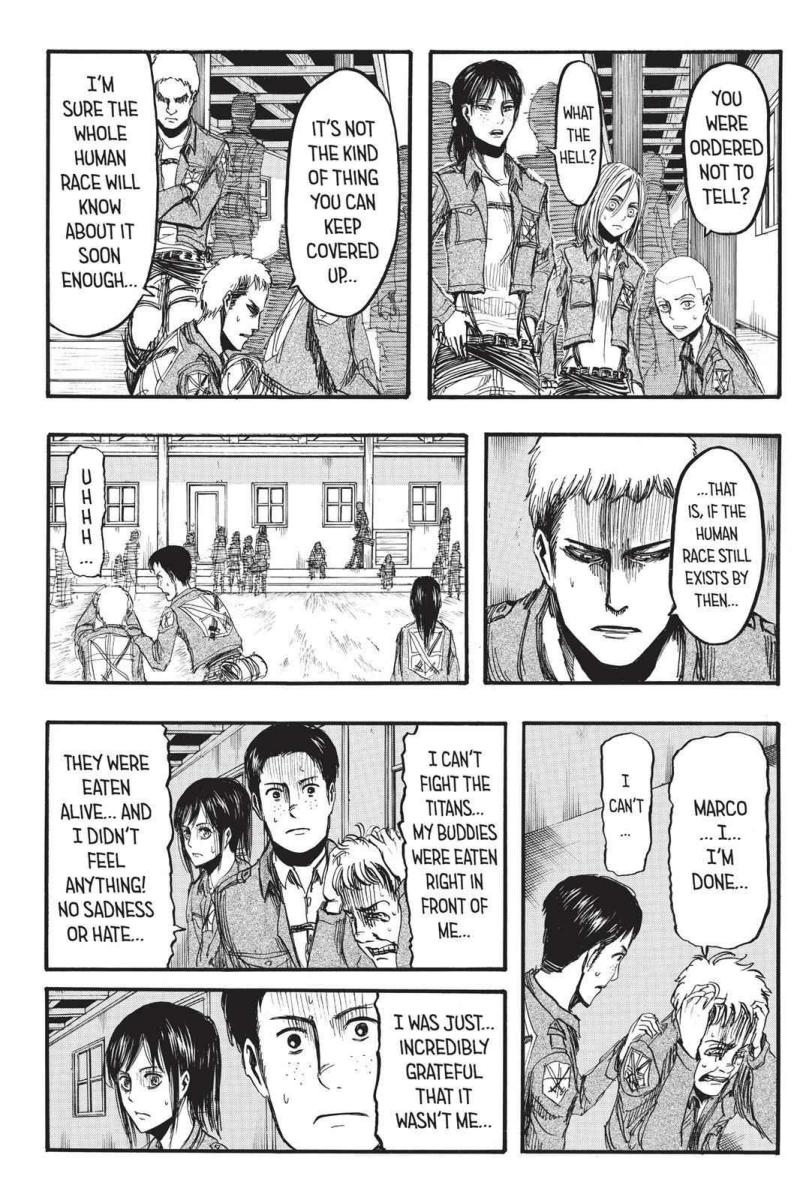 YOU
WERE
ORDERED
NOT TO
TELL?
WHAT
THE
HELL?
IT'S NOT
THE KIND
OF THING
YOU CAN
KEEP
COVERED
UP...
I'M
SURE THE
WHOLE
HUMAN
RACE WILL
KNOW
ABOUT IT
SOON
ENOUGH...
...THAT
IS, IF THE
HUMAN
RACE STILL
EXISTS BY
THEN...
UHHH
...
MARCO
... I...
I'M
DONE...
I
CAN'T
...
I CAN'T
FIGHT THE
TITANS...
MY BUDDIES
WERE EATEN
RIGHT IN
FRONT OF
ME...
THEY WERE
EATEN
ALIVE... AND
I DIDN'T
FEEL
ANYTHING!
NO SADNESS
OR HATE...
I WAS JUST...
INCREDIBLY
GRATEFUL
THAT IT
WASN'T ME...